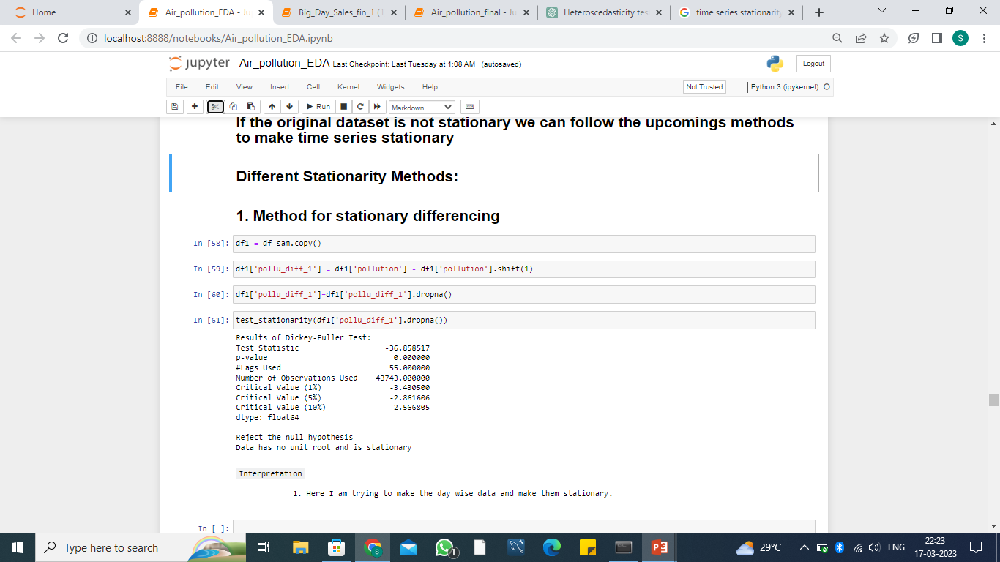 Home
Air_pollution_EDA - Ju
Big_Day_Sales_fin_1 (1
Air_pollution_final - Ju
Heteroscedasticity tes
time series stationarity
localhost:8888/notebooks/Air_pollution_EDA.ipynb
S
jupyter Air_pollution_EDA Last Checkpoint: Last Tuesday at 1:08 AM (autosaved)
Logout
File Edit View Insert Cell Kernel Widgets Help
Not Trusted
Python 3 (ipykernel)
Run
Markdown
If the original dataset is not stationary we can follow the upcomings methods
to make time series stationary
Different Stationarity Methods:
1. Method for stationary differencing
In [58]: df1 = df_sam.copy()
In [59]: df1['pollu_diff_1'] = df1['pollution'] - df1['pollution'].shift(1)
In [60]: df1['pollu_diff_1']=df1['pollu_diff_1'].dropna()
In [61]: test_stationarity(df1['pollu_diff_1'].dropna())
Results of Dickey-Fuller Test:
Test Statistic -36.858517
p-value 0.000000
#Lags Used 55.000000
Number of Observations Used 43743.000000
Critical Value (1%) -3.430500
Critical Value (5%) -2.861606
Critical Value (10%) -2.566805
dtype: float64
Reject the null hypothesis
Data has no unit root and is stationary
Interpretation
1. Here I am trying to make the day wise data and make them stationary.
In [ ]:
Type here to search
S
1
29°C
ENG
22:23
17-03-2023